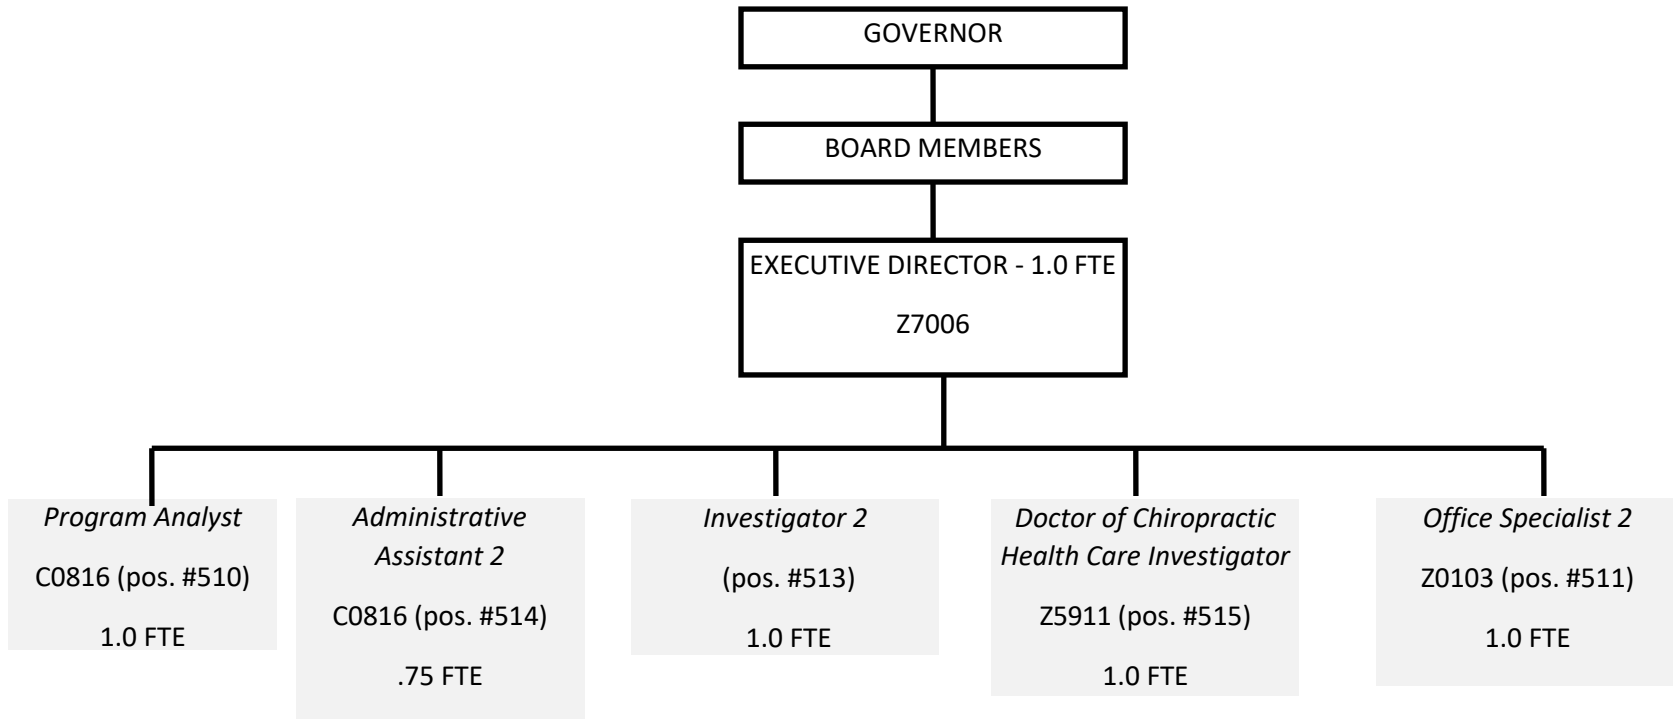 GOVERNOR
BOARD MEMBERS
EXECUTIVE DIRECTOR - 1.0 FTE
Z7006
Program Analyst
C0816 (pos. #510)
1.0 FTE
Administrative
Assistant 2
C0816 (pos. #514)
.75 FTE
Investigator 2
(pos. #513)
1.0 FTE
Doctor of Chiropractic
Health Care Investigator
Z5911 (pos. #515)
1.0 FTE
Office Specialist 2
Z0103 (pos. #511)
1.0 FTE